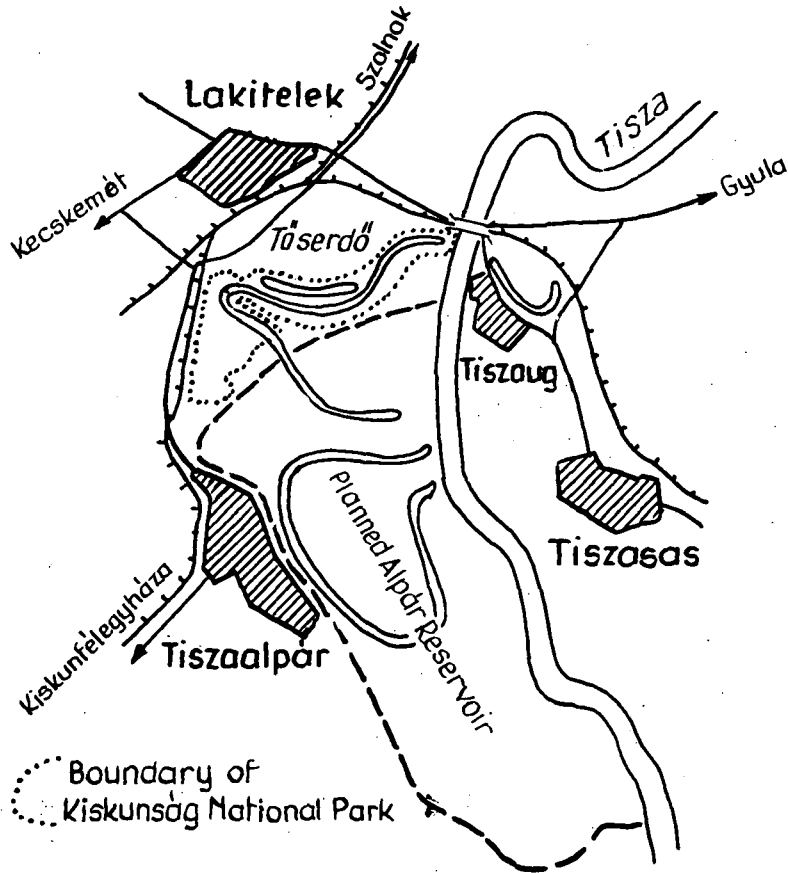 Szolnok
Lakitelek
Tisza
Kecskemét
Gyula
Tőserdő
Tiszaug
Planned Alpár Reservoir
Tiszasas
Kiskunfélegyháza
Tiszaalpár
Boundary of
Kiskunság National Park